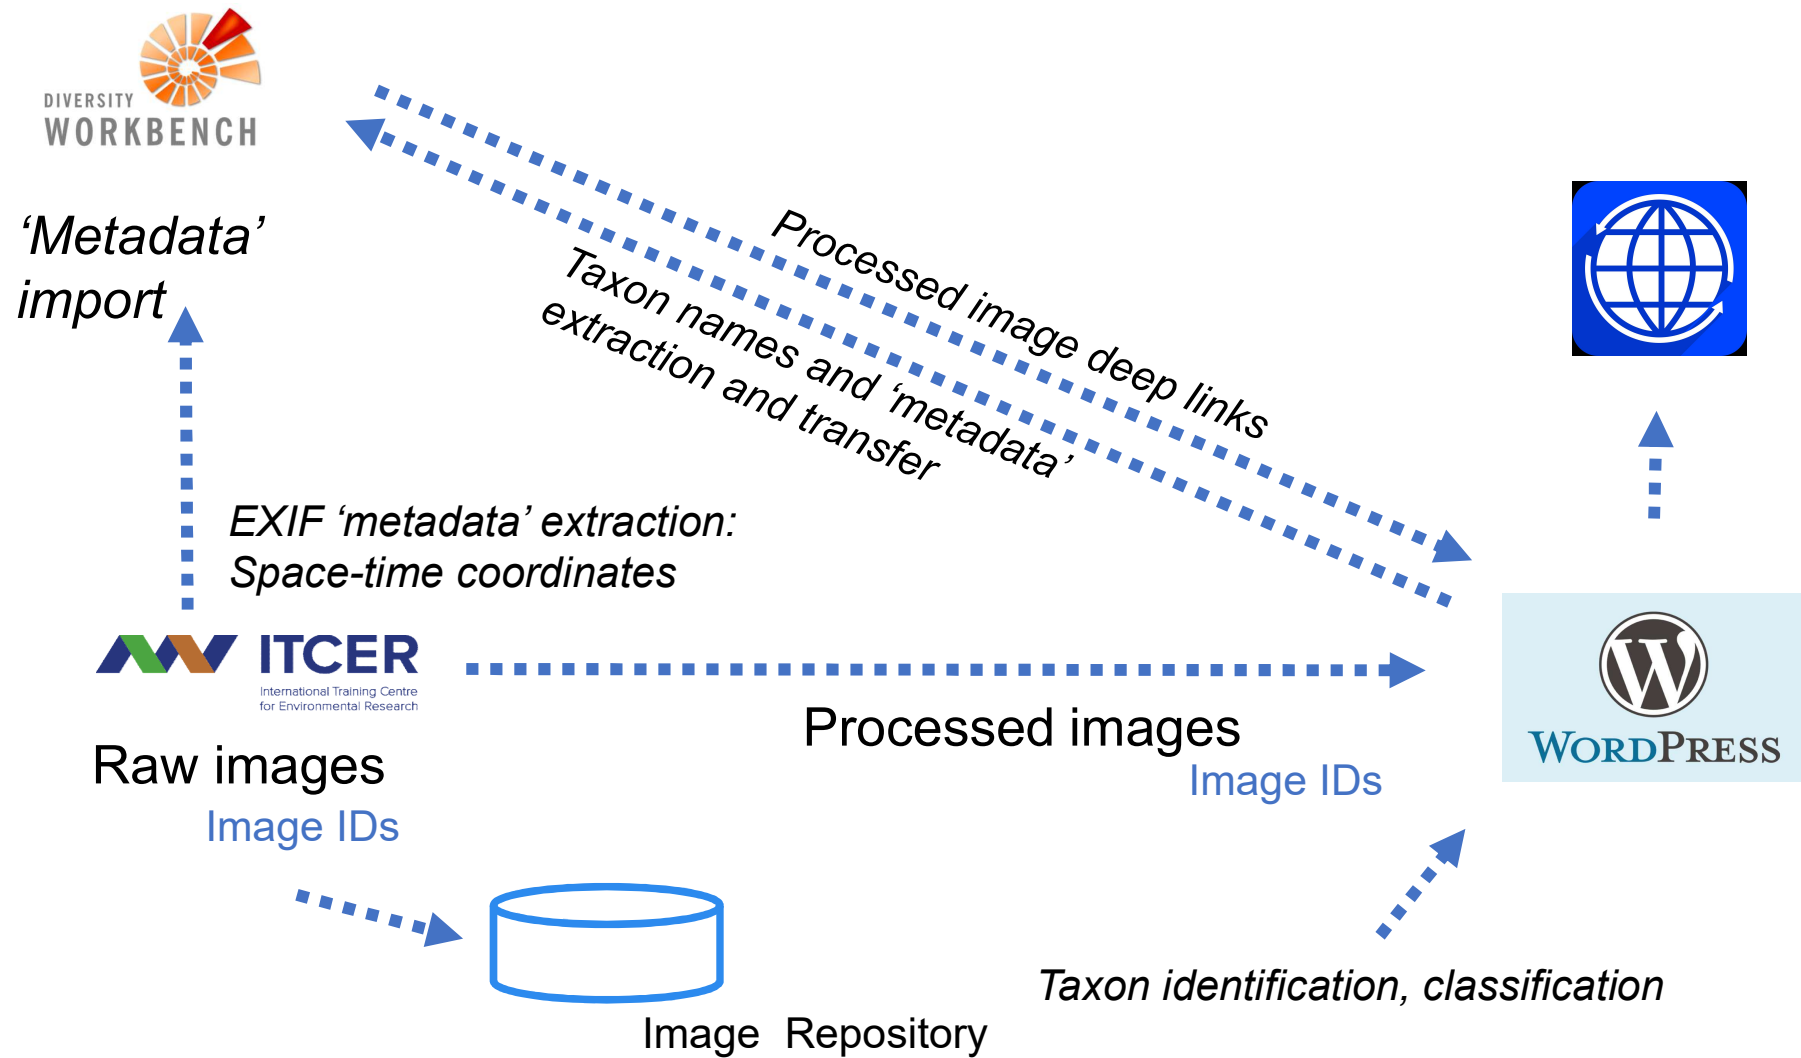 DIVERSITY
WORKBENCH
‘Metadata’
import
Processed image deep links
Taxon names and ‘metadata’
extraction and transfer
EXIF ‘metadata’ extraction:
Space-time coordinates
ITCER
International Training Centre
for Environmental Research
Raw images
Image IDs
Processed images
Image IDs
W
WORDPRESS
Image Repository
Taxon identification, classification